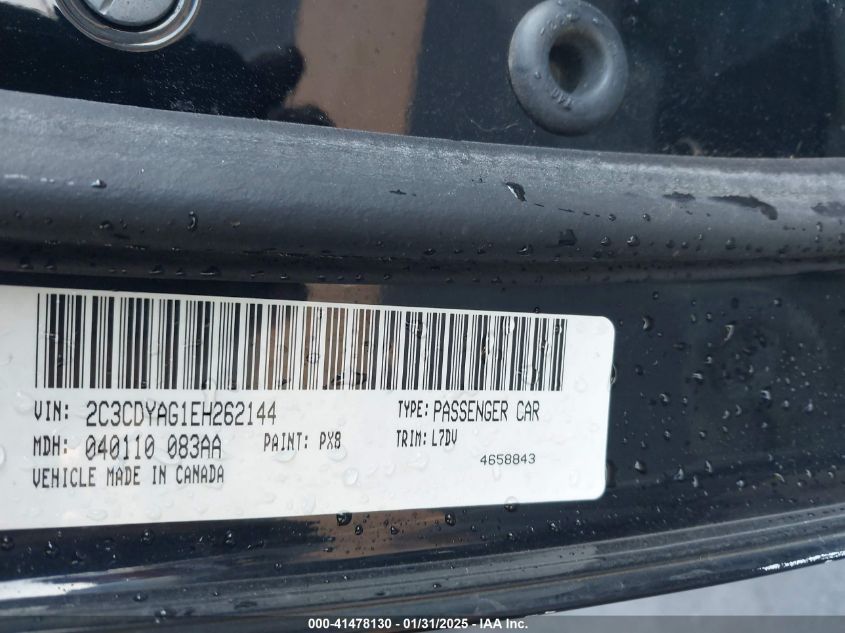 VIN: 2C3CDYAG1EH262144 TYPE: PASSENGER CAR
MDH: 040110 083AA PAINT: PX8 TRIM: L7DV
4658843
VEHICLE MADE IN CANADA
000-41478130 - 01/31/2025 - IAA Inc.